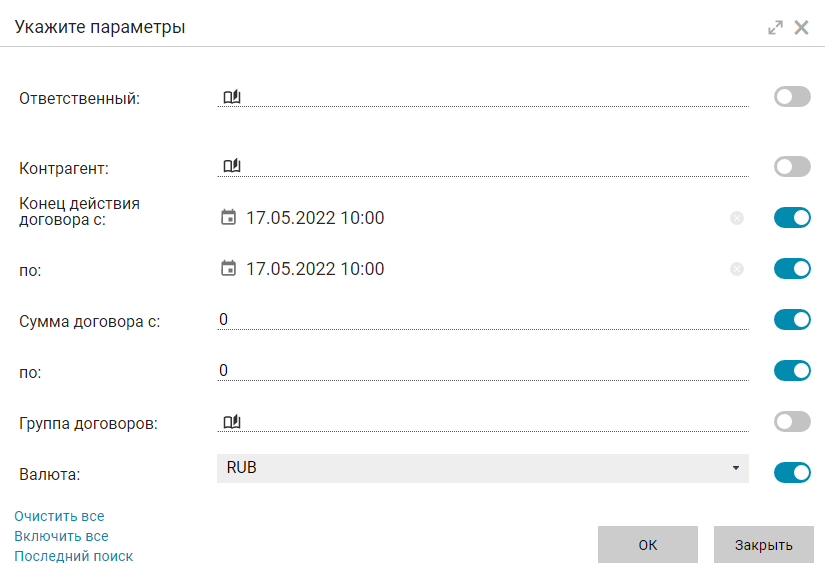 Укажите параметры
Ответственный:
Контрагент:
Конец действия
договора с:
17.05.2022 10:00
по:
17.05.2022 10:00
Сумма договора с:
0
по:
0
Группа договоров:
Валюта:
RUB
Очистить все
Включить все
Последний поиск
ОК
Закрыть